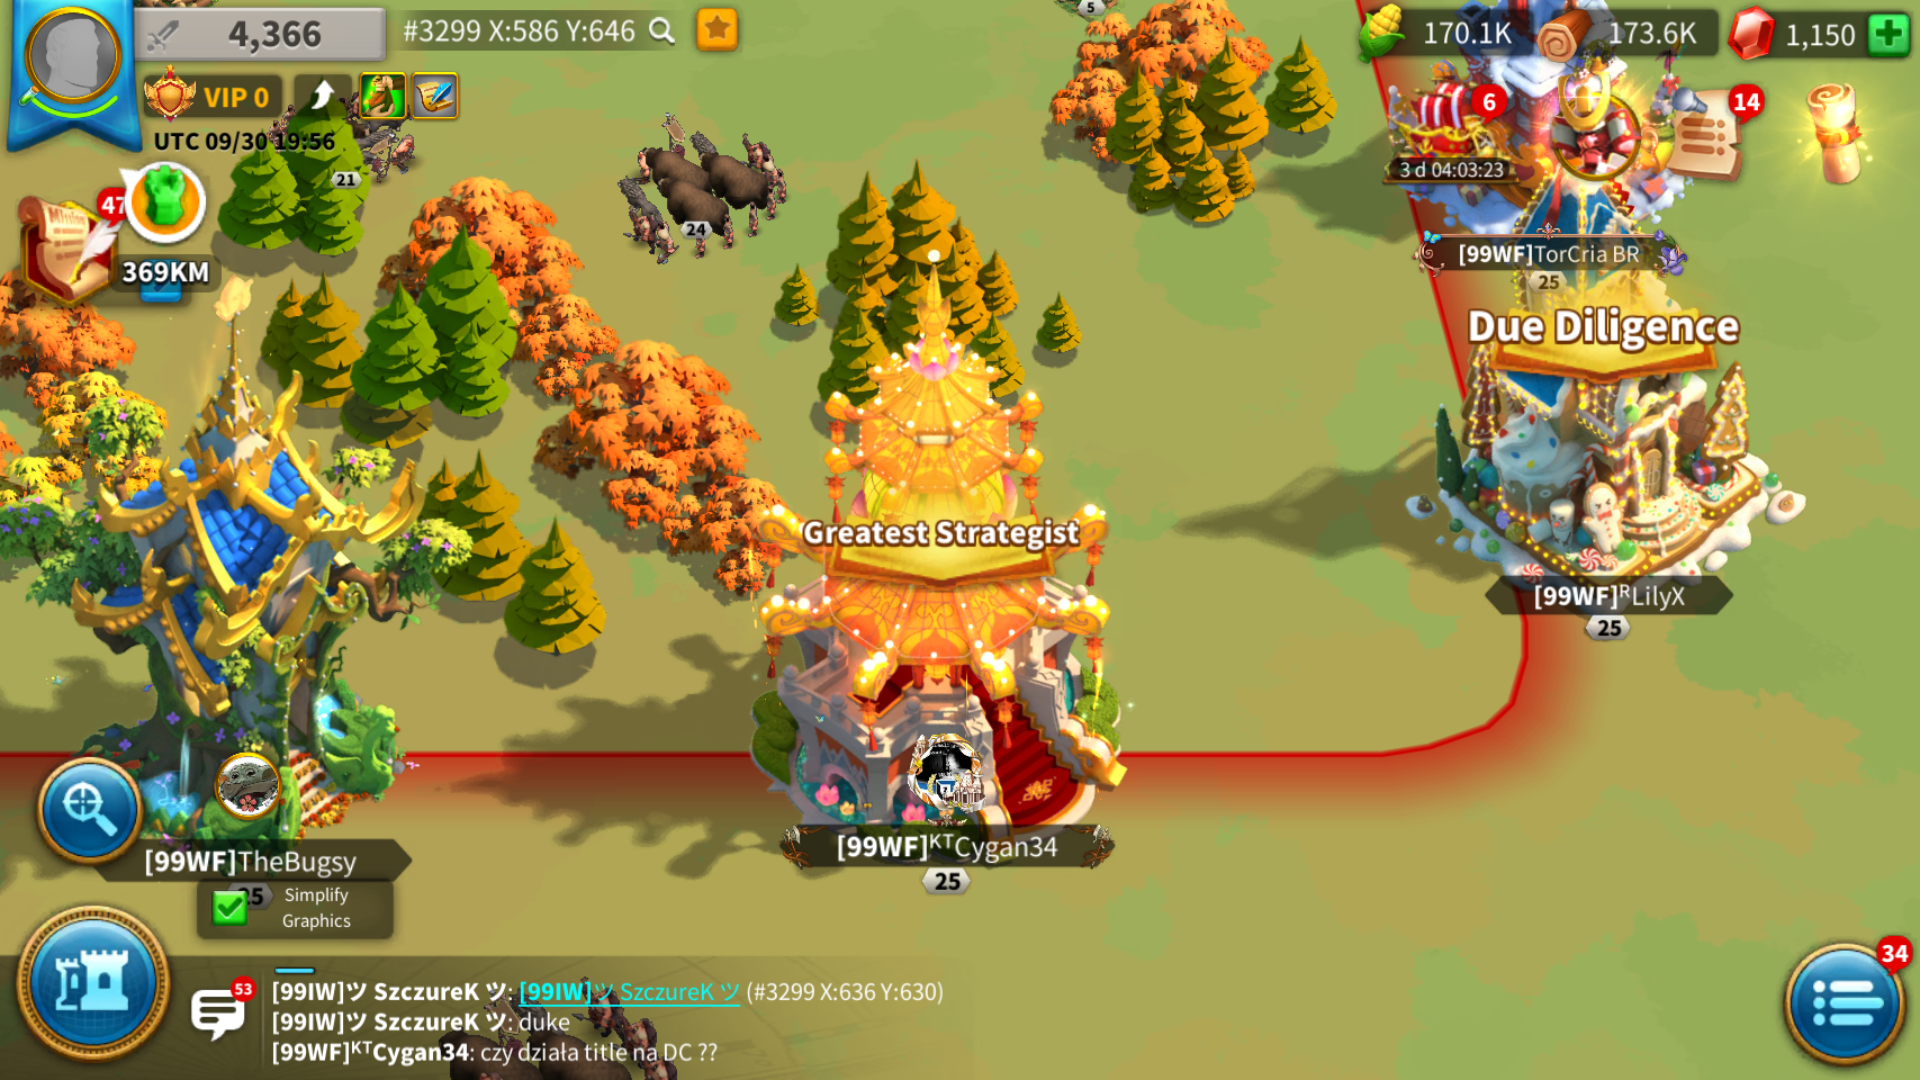 4,366
#3299 X:586 Y:646
170.1K
173.6K
1,150
VIP 0
UTC 09/30 19:56
5
6
14
3 d 04:03:23
21
24
47
Mission
369KM
[99WF]TorCria BR
25
Due Diligence
Greatest Strategist
[99WF]ᴿLilyX
25
[99WF]ᴷᵀCygan34
25
[99WF]TheBugsy
25
Simplify
Graphics
34
53
[99IW]ツ SzczureK ツ: [99IW]ツ SzczureK ツ (#3299 X:636 Y:630)
[99IW]ツ SzczureK ツ: duke
[99WF]ᴷᵀCygan34: czy działa title na DC ??